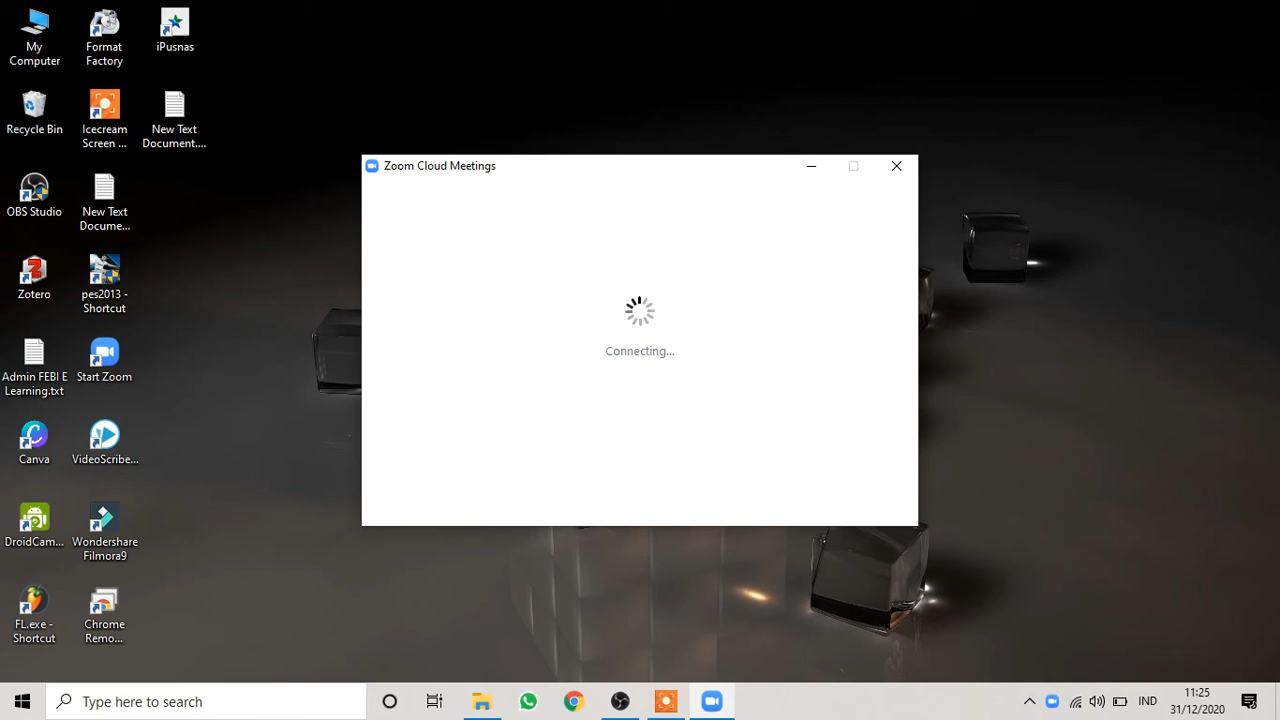 My
Computer
Format
Factory
iPusnas
Recycle Bin
Icecream
Screen ...
New Text
Document....
OBS Studio
New Text
Docume...
Zotero
pes2013 -
Shortcut
Admin FEBI E
Learning.txt
Start Zoom
Canva
VideoScribe...
DroidCam...
Wondershare
Filmora9
FL.exe -
Shortcut
Chrome
Remo...
Zoom Cloud Meetings
Connecting...
Type here to search
IND
11:25
31/12/2020